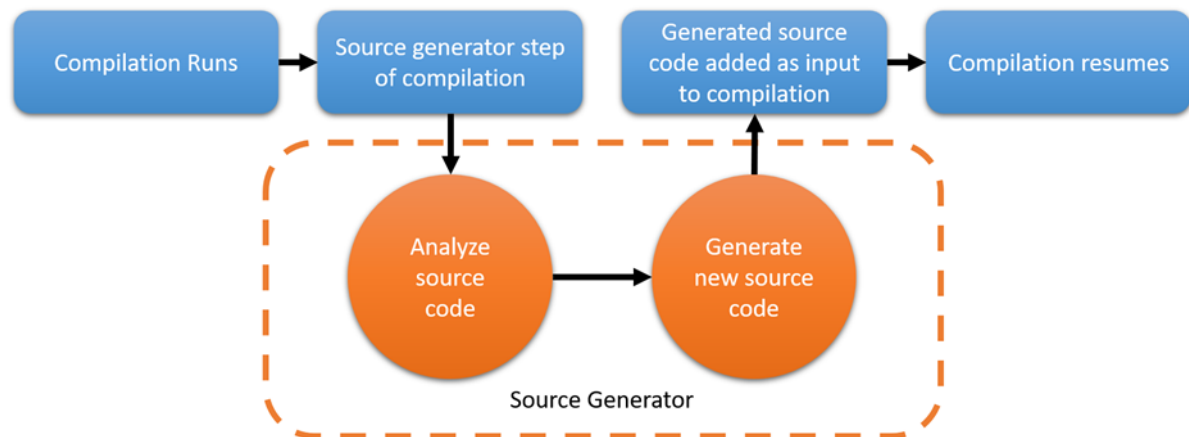 Compilation Runs
Source generator step
of compilation
Generated source
code added as input
to compilation
Compilation resumes
Analyze
source
code
Generate
new source
code
Source Generator